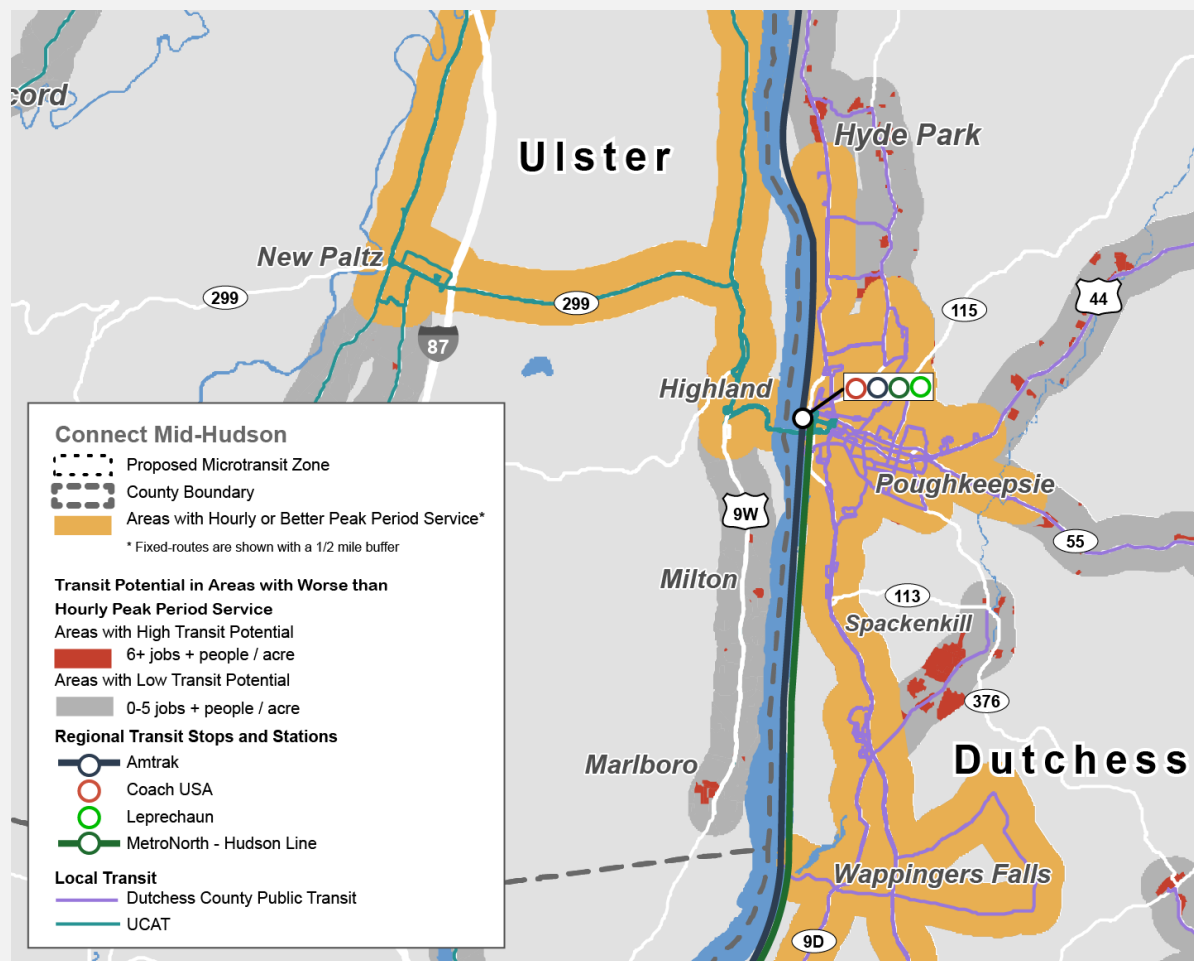 cord
Ulster
Hyde Park
New Paltz
299
299
87
115
44
Highland
Poughkeepsie
9W
55
Milton
113
Spackenkill
376
Marlboro
Dutchess
Wappingers Falls
9D
Connect Mid-Hudson
Proposed Microtransit Zone
County Boundary
Areas with Hourly or Better Peak Period Service*
* Fixed-routes are shown with a 1/2 mile buffer
Transit Potential in Areas with Worse than
Hourly Peak Period Service
Areas with High Transit Potential
6+ jobs + people / acre
Areas with Low Transit Potential
0-5 jobs + people / acre
Regional Transit Stops and Stations
Amtrak
Coach USA
Leprechaun
MetroNorth - Hudson Line
Local Transit
Dutchess County Public Transit
UCAT